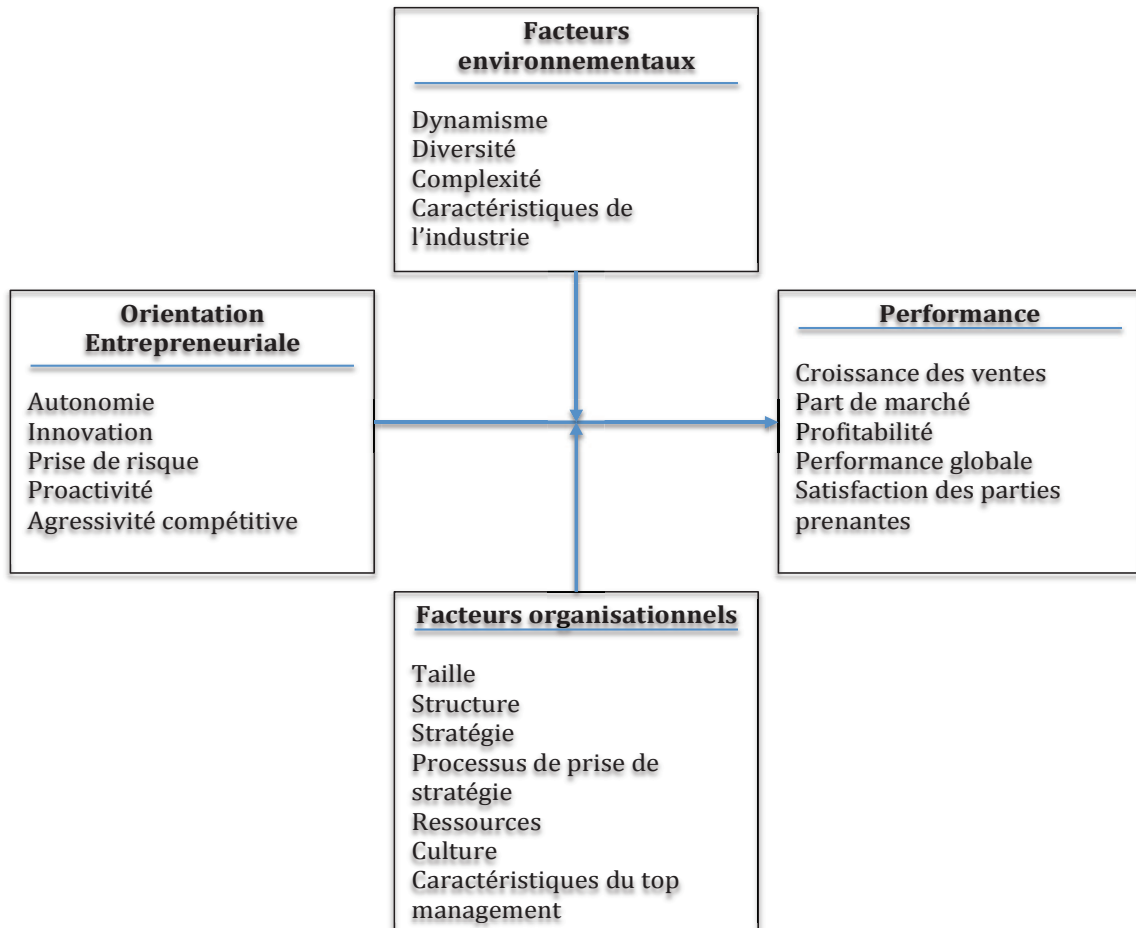 Facteurs
environnementaux
Dynamisme
Diversité
Complexité
Caractéristiques de
l'industrie
Orientation
Entrepreneuriale
Autonomie
Innovation
Prise de risque
Proactivité
Agressivité compétitive
Performance
Croissance des ventes
Part de marché
Profitabilité
Performance globale
Satisfaction des parties
prenantes
Facteurs organisationnels
Taille
Structure
Stratégie
Processus de prise de
stratégie
Ressources
Culture
Caractéristiques du top
management